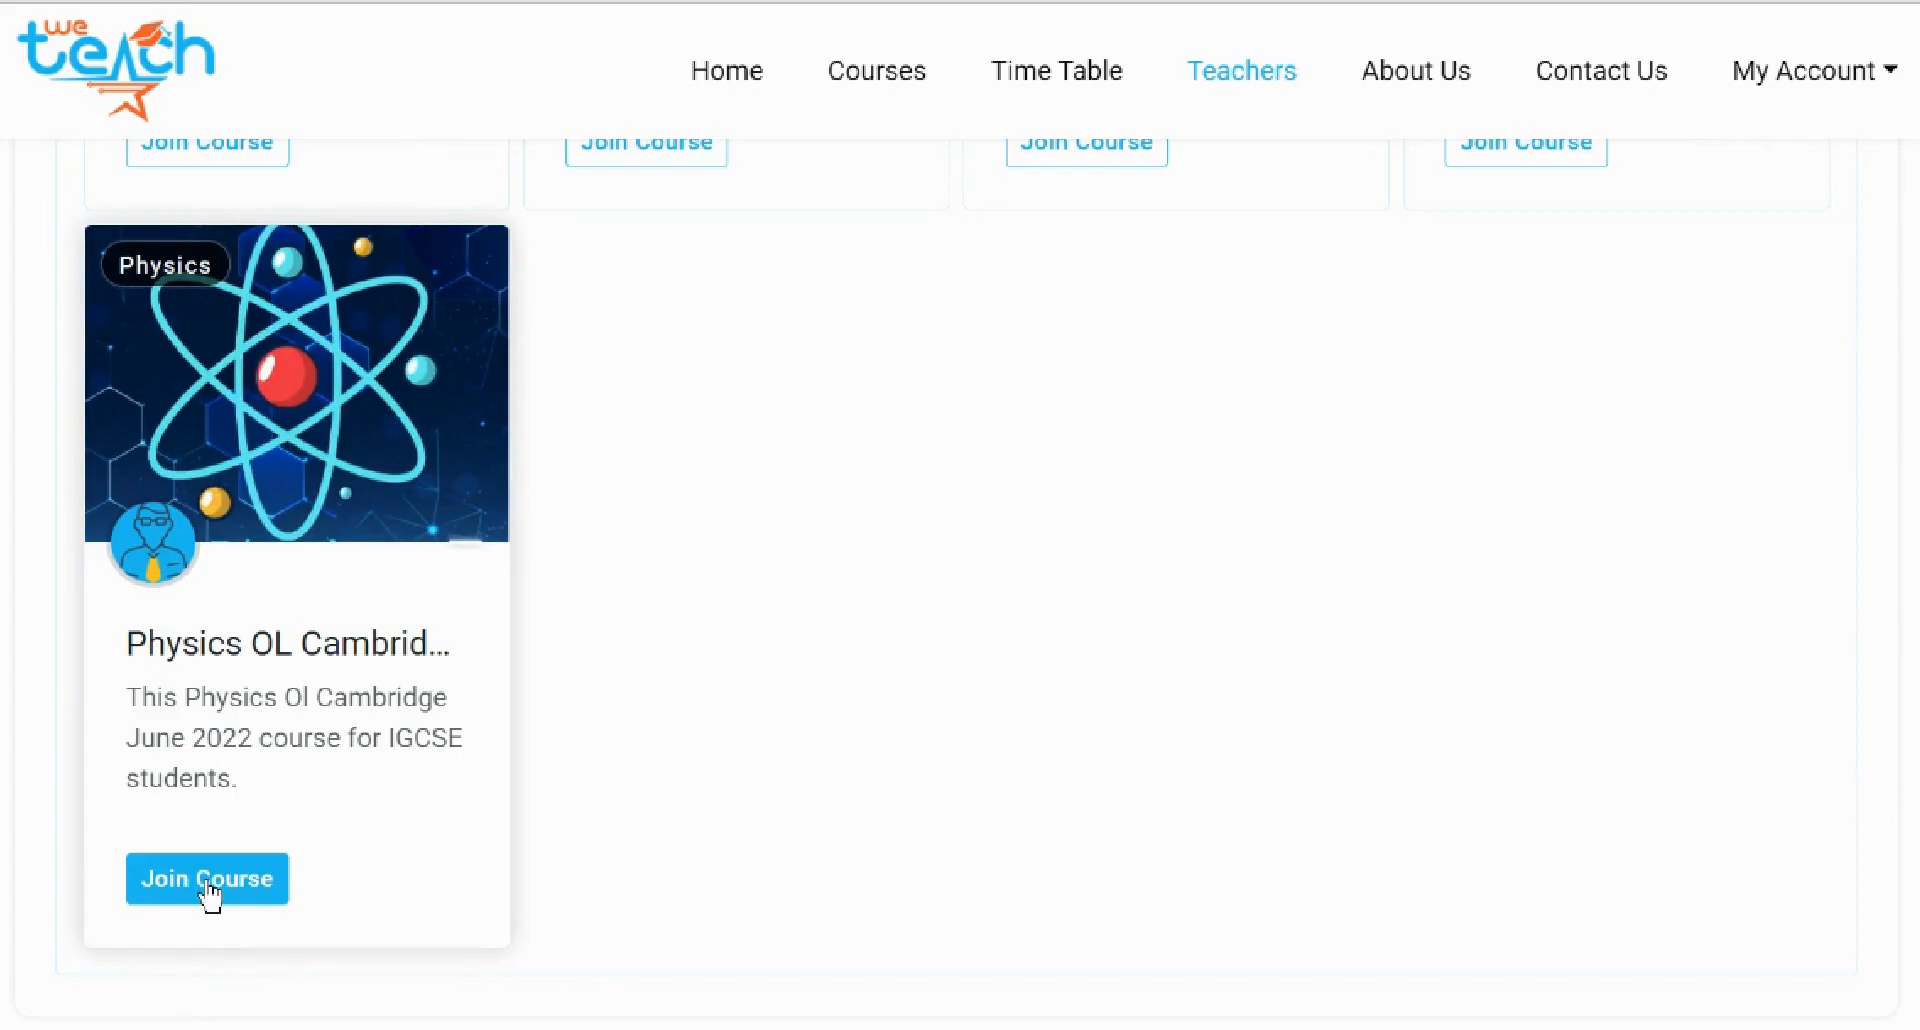 we
teach
Home
Courses
Time Table
Teachers
About Us
Contact Us
My Account
Join Course
Join Course
Join Course
Join Course
Physics
Physics OL Cambrid...
This Physics Ol Cambridge
June 2022 course for IGCSE
students.
Join Course